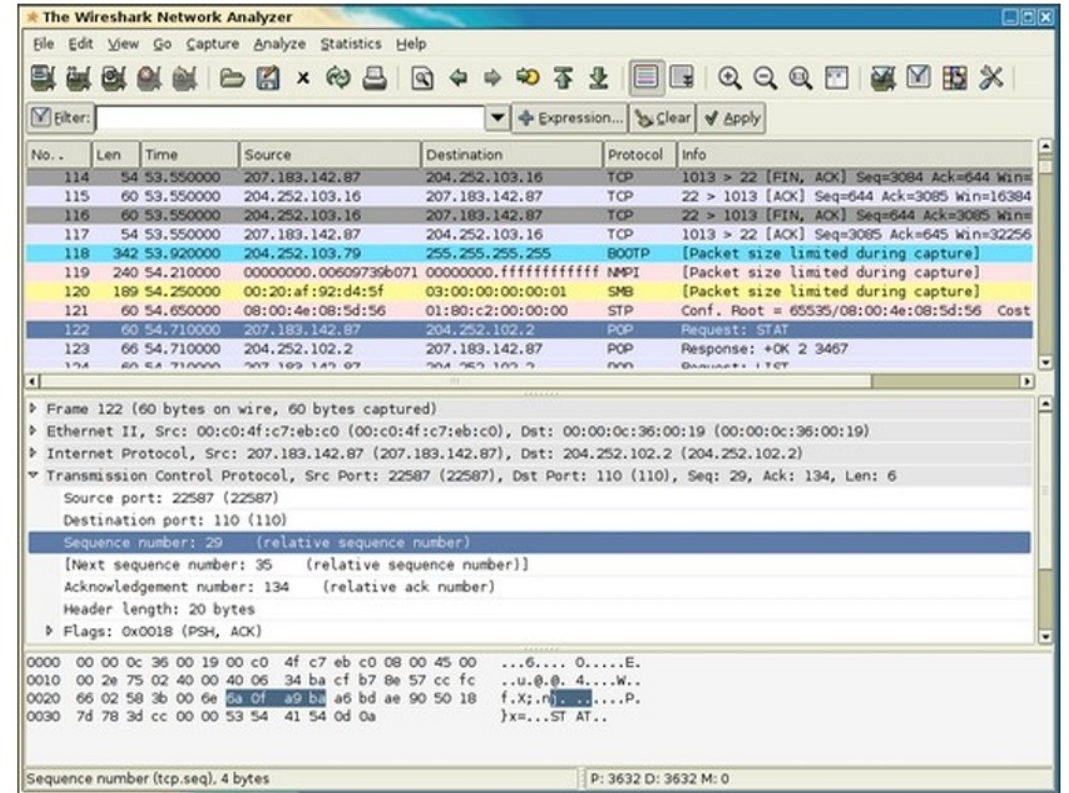 The Wireshark Network Analyzer
File Edit View Go Capture Analyze Statistics Help
Filter: Expression... Clear Apply
No. . Len Time Source Destination Protocol Info
114 54 53.550000 207.183.142.87 204.252.103.16 TCP 1013 > 22 [FIN, ACK] Seq=3084 Ack=644 Win=
115 60 53.550000 204.252.103.16 207.183.142.87 TCP 22 > 1013 [ACK] Seq=644 Ack=3085 Win=16384
116 60 53.550000 204.252.103.16 207.183.142.87 TCP 22 > 1013 [FIN, ACK] Seq=644 Ack=3085 Win=
117 54 53.550000 207.183.142.87 204.252.103.16 TCP 1013 > 22 [ACK] Seq=3085 Ack=645 Win=32256
118 342 53.920000 204.252.103.79 255.255.255.255 BOOTP [Packet size limited during capture]
119 240 54.210000 00000000.00609739b071 00000000.ffffffffffff NMPI [Packet size limited during capture]
120 189 54.250000 00:20:af:92:d4:5f 03:00:00:00:00:01 SMB [Packet size limited during capture]
121 60 54.650000 08:00:4e:08:5d:56 01:80:c2:00:00:00 STP Conf. Root = 65535/08:00:4e:08:5d:56 Cost
122 60 54.710000 207.183.142.87 204.252.102.2 POP Request: STAT
123 66 54.710000 204.252.102.2 207.183.142.87 POP Response: +OK 2 3467
124 60 54.710000 207.183.142.87 204.252.102.2 POP Request: LIST
Frame 122 (60 bytes on wire, 60 bytes captured)
Ethernet II, Src: 00:c0:4f:c7:eb:c0 (00:c0:4f:c7:eb:c0), Dst: 00:00:0c:36:00:19 (00:00:0c:36:00:19)
Internet Protocol, Src: 207.183.142.87 (207.183.142.87), Dst: 204.252.102.2 (204.252.102.2)
Transmission Control Protocol, Src Port: 22587 (22587), Dst Port: 110 (110), Seq: 29, Ack: 134, Len: 6
Source port: 22587 (22587)
Destination port: 110 (110)
Sequence number: 29 (relative sequence number)
[Next sequence number: 35 (relative sequence number)]
Acknowledgement number: 134 (relative ack number)
Header length: 20 bytes
Flags: 0x0018 (PSH, ACK)
0000 00 00 0c 36 00 19 00 c0 4f c7 eb c0 08 00 45 00 ...6.... O.....E.
0010 00 2e 75 02 40 00 40 06 34 ba cf b7 8e 57 cc fc ..u.@.@. 4....W..
0020 66 02 58 3b 00 6e 6a 0f a9 ba a6 bd ae 90 50 18 f.X;.nj. ......P.
0030 7d 78 3d cc 00 00 53 54 41 54 0d 0a }x=...ST AT..
Sequence number (tcp.seq), 4 bytes P: 3632 D: 3632 M: 0